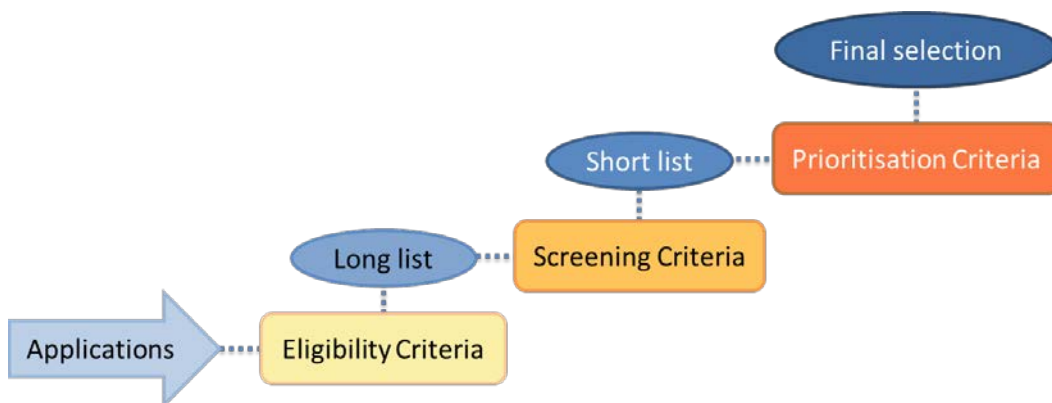 Final selection
Short list
Prioritisation Criteria
Long list
Screening Criteria
Applications
Eligibility Criteria